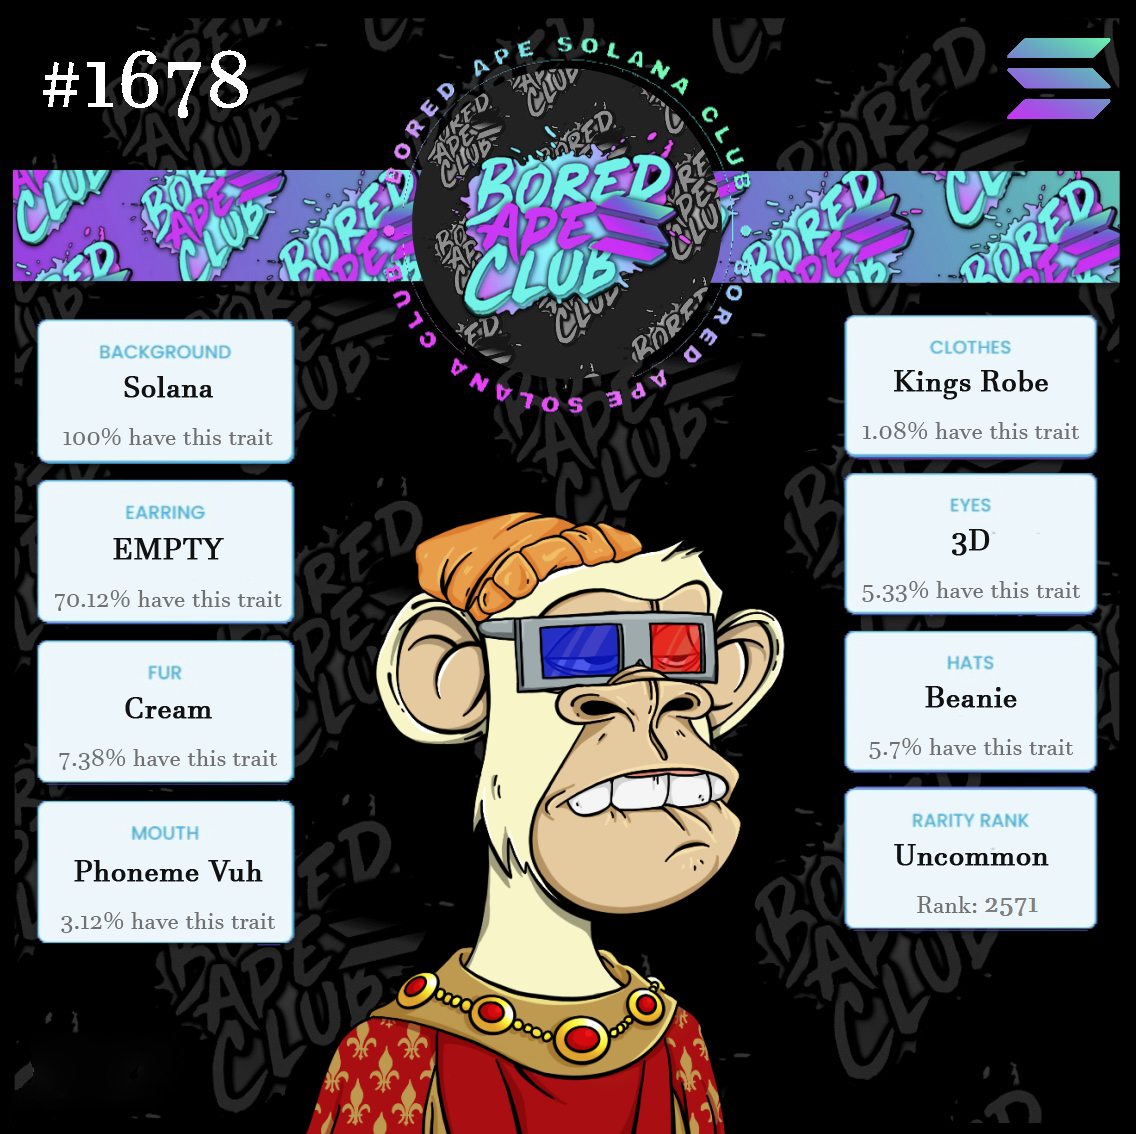 #1678
BORED APE SOLANA CLUB
BORED APE SOLANA CLUB
BORED
APE
CLUB
BACKGROUND
Solana
100% have this trait
EARRING
EMPTY
70.12% have this trait
FUR
Cream
7.38% have this trait
MOUTH
Phoneme Vuh
3.12% have this trait
CLOTHES
Kings Robe
1.08% have this trait
EYES
3D
5.33% have this trait
HATS
Beanie
5.7% have this trait
RARITY RANK
Uncommon
Rank: 2571